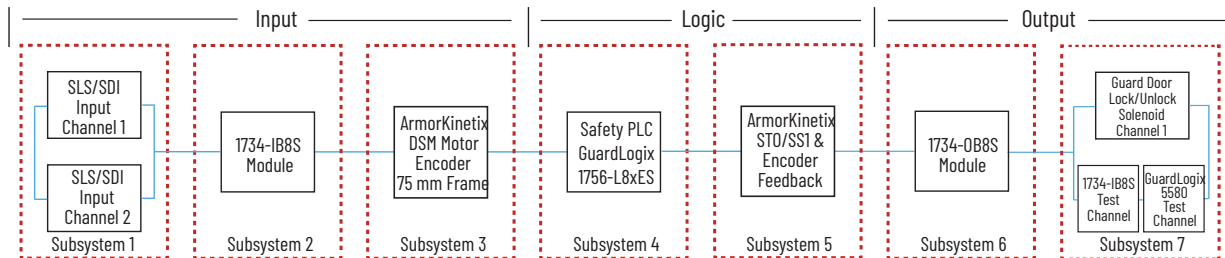 Input
Logic
Output
SLS/SDI
Input
Channel 1
SLS/SDI
Input
Channel 2
Subsystem 1
1734-IB8S
Module
Subsystem 2
ArmorKinetix
DSM Motor
Encoder
75 mm Frame
Subsystem 3
Safety PLC
GuardLogix
1756-L8xES
Subsystem 4
ArmorKinetix
STO/SS1 &
Encoder
Feedback
Subsystem 5
1734-OB8S
Module
Subsystem 6
Guard Door
Lock/Unlock
Solenoid
Channel 1
1734-IB8S
Test
Channel
GuardLogix
5580
Test
Channel
Subsystem 7